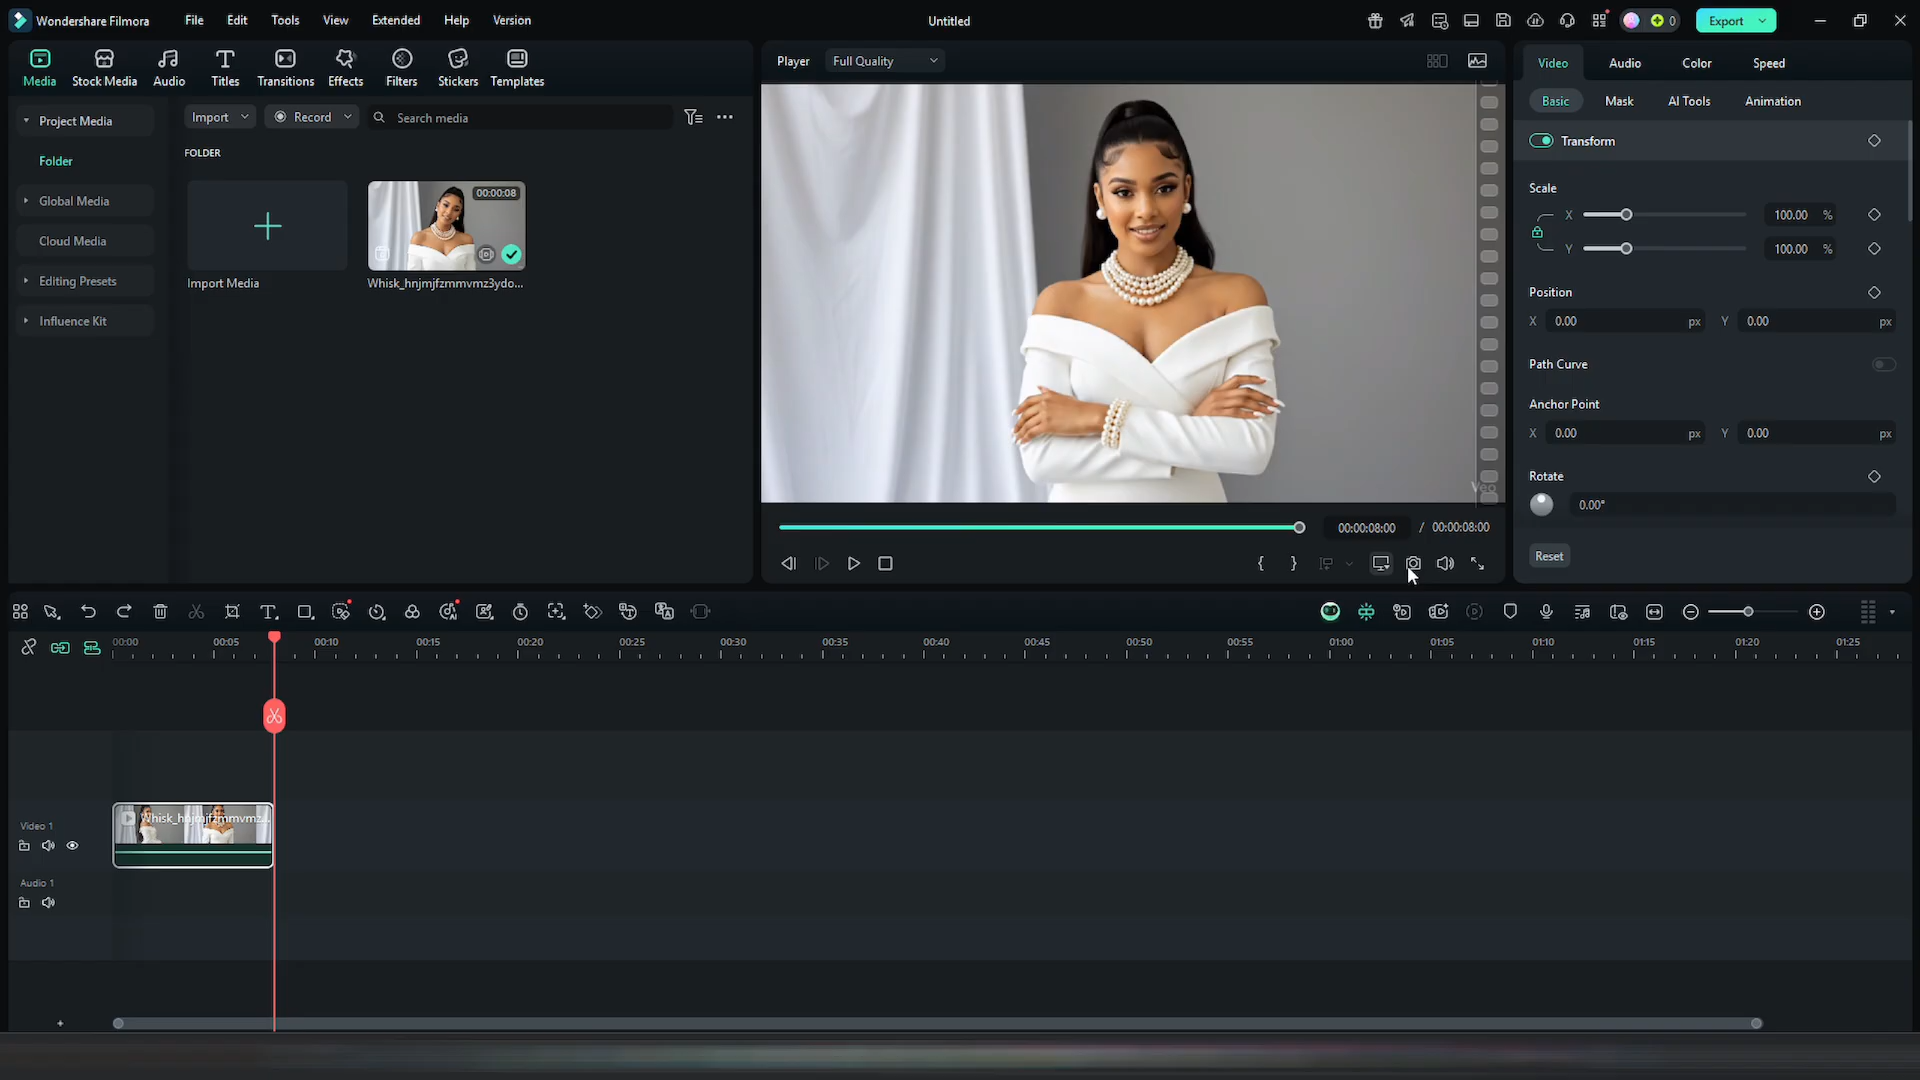 Wondershare Filmora File Edit Tools View Extended Help Version Untitled 0 Export
Media Stock Media Audio Titles Transitions Effects Filters Stickers Templates
Player Full Quality
Video Audio Color Speed
Basic Mask AI Tools Animation
Project Media
Folder
Global Media
Cloud Media
Editing Presets
Influence Kit
Import Record Search media
FOLDER
00:00:08
Import Media Whisk_hnjmjfzmmvmz3ydo...
Veo
00:00:08:00 / 00:00:08:00
Transform
Scale
X 100.00 %
Y 100.00 %
Position
X 0.00 px Y 0.00 px
Path Curve
Anchor Point
X 0.00 px Y 0.00 px
Rotate
0.00°
Reset
00:00 00:05 00:10 00:15 00:20 00:25 00:30 00:35 00:40 00:45 00:50 00:55 01:00 01:05 01:10 01:15 01:20 01:25
Whisk_hnjmjfzmmvmz...
Video 1
Audio 1